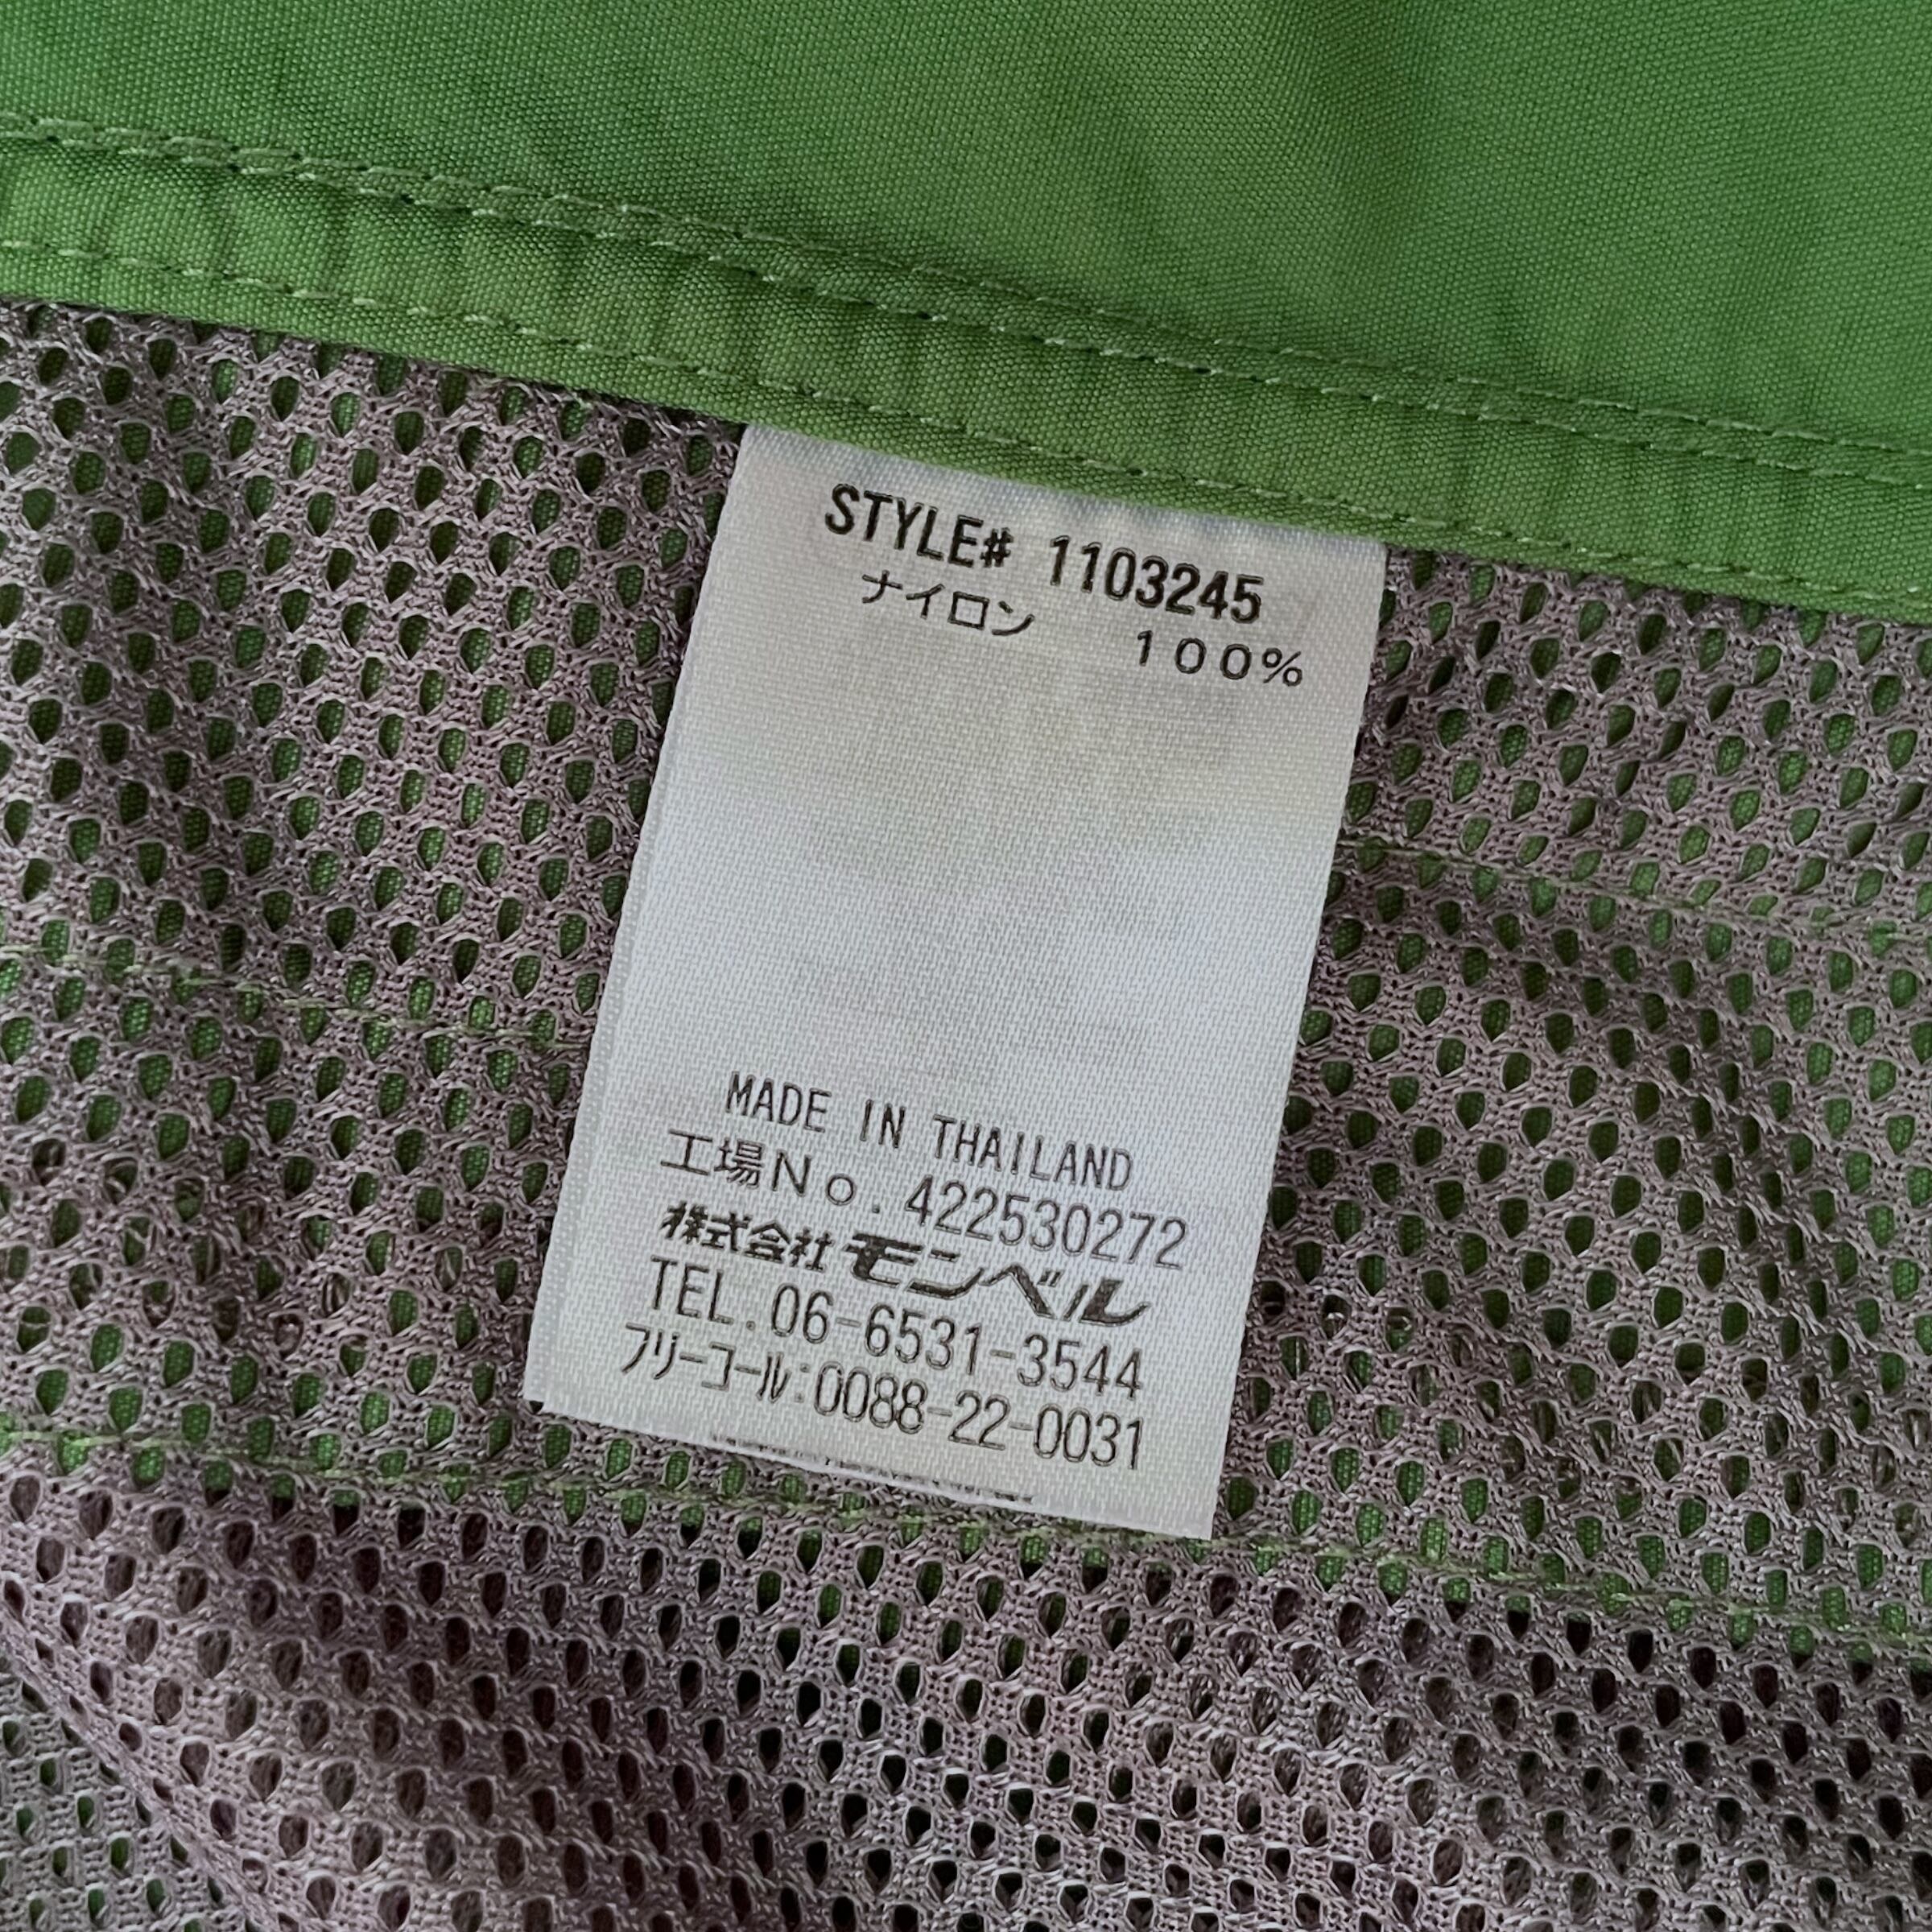 STYLE# 1103245
ナイロン 100%
MADE IN THAILAND
工場No. 422530272
株式会社モンベル
TEL. 06-6531-3544
フリーコール:0088-22-0031